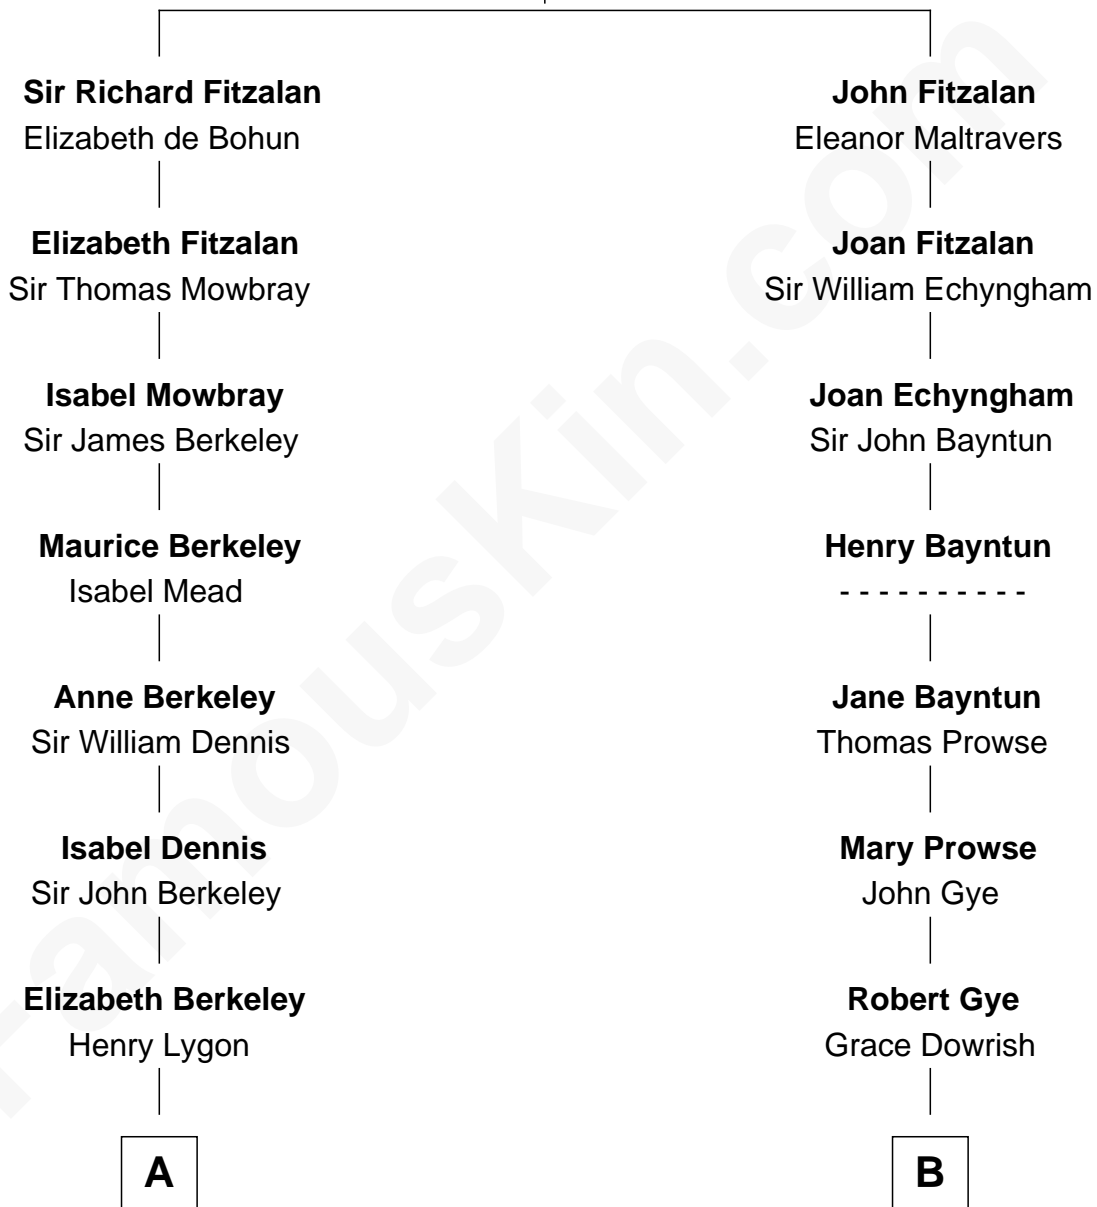 Sir Richard Fitzalan
Elizabeth de Bohun
Elizabeth Fitzalan
Sir Thomas Mowbray
Isabel Mowbray
Sir James Berkeley
Maurice Berkeley
Isabel Mead
Anne Berkeley
Sir William Dennis
Isabel Dennis
Sir John Berkeley
Elizabeth Berkeley
Henry Lygon
A
John Fitzalan
Eleanor Maltravers
Joan Fitzalan
Sir William Echyngham
Joan Echyngham
Sir John Bayntun
Henry Bayntun
- - - - - - - - - -
Jane Bayntun
Thomas Prowse
Mary Prowse
John Gye
Robert Gye
Grace Dowrish
B
FamousKin.com